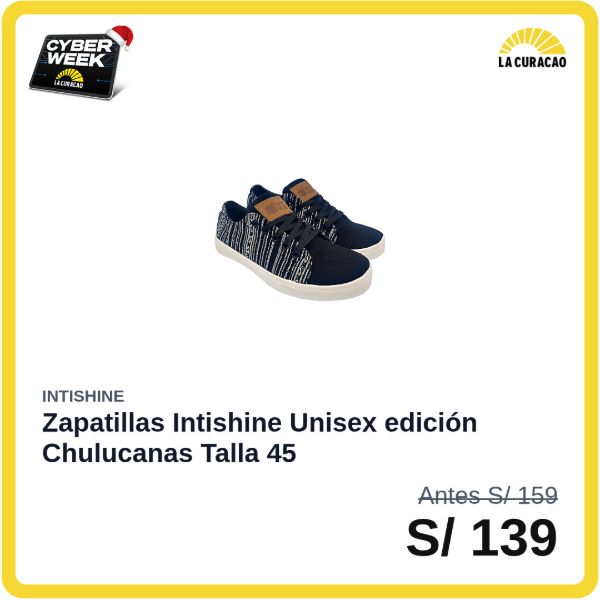 CYBER
WEEK
LA CURACAO
LA CURACAO
INTISHINE
Zapatillas Intishine Unisex edición
Chulucanas Talla 45
Antes S/ 159
S/ 139